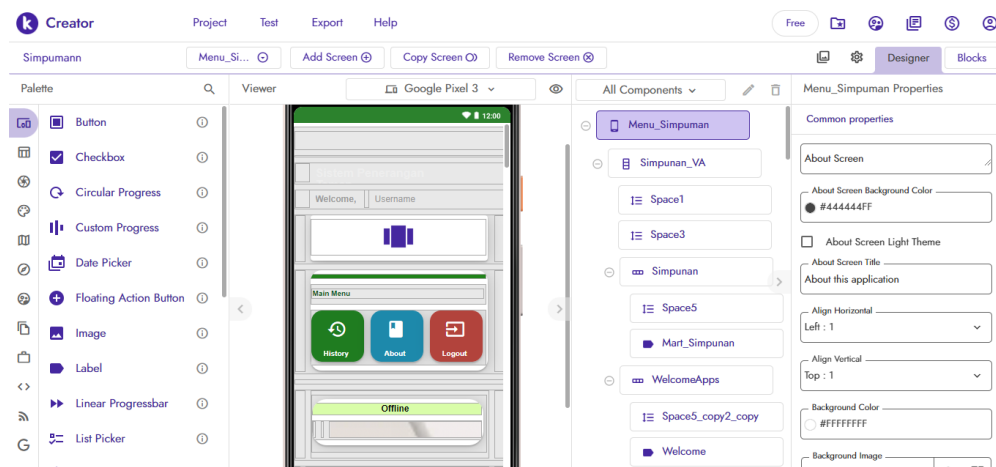 Creator
Project
Test
Export
Help
Free
Simpumann
Menu_Si...
Add Screen
Copy Screen
Remove Screen
Designer
Blocks
Palette
Viewer
Google Pixel 3
All Components
Menu_Simpuman Properties
Button
Checkbox
Circular Progress
Custom Progress
Date Picker
Floating Action Button
Image
Label
Linear Progressbar
List Picker
12:00
Welcome,
Username
Main Menu
History
About
Logout
Offline
Menu_Simpuman
Simpunan_VA
Space1
Space3
Simpunan
Space5
Mart_Simpunan
WelcomeApps
Space5_copy2_copy
Welcome
Common properties
About Screen
About Screen Background Color
#444444FF
About Screen Light Theme
About Screen Title
About this application
Align Horizontal
Left : 1
Align Vertical
Top : 1
Background Color
#FFFFFFFF
Background Image